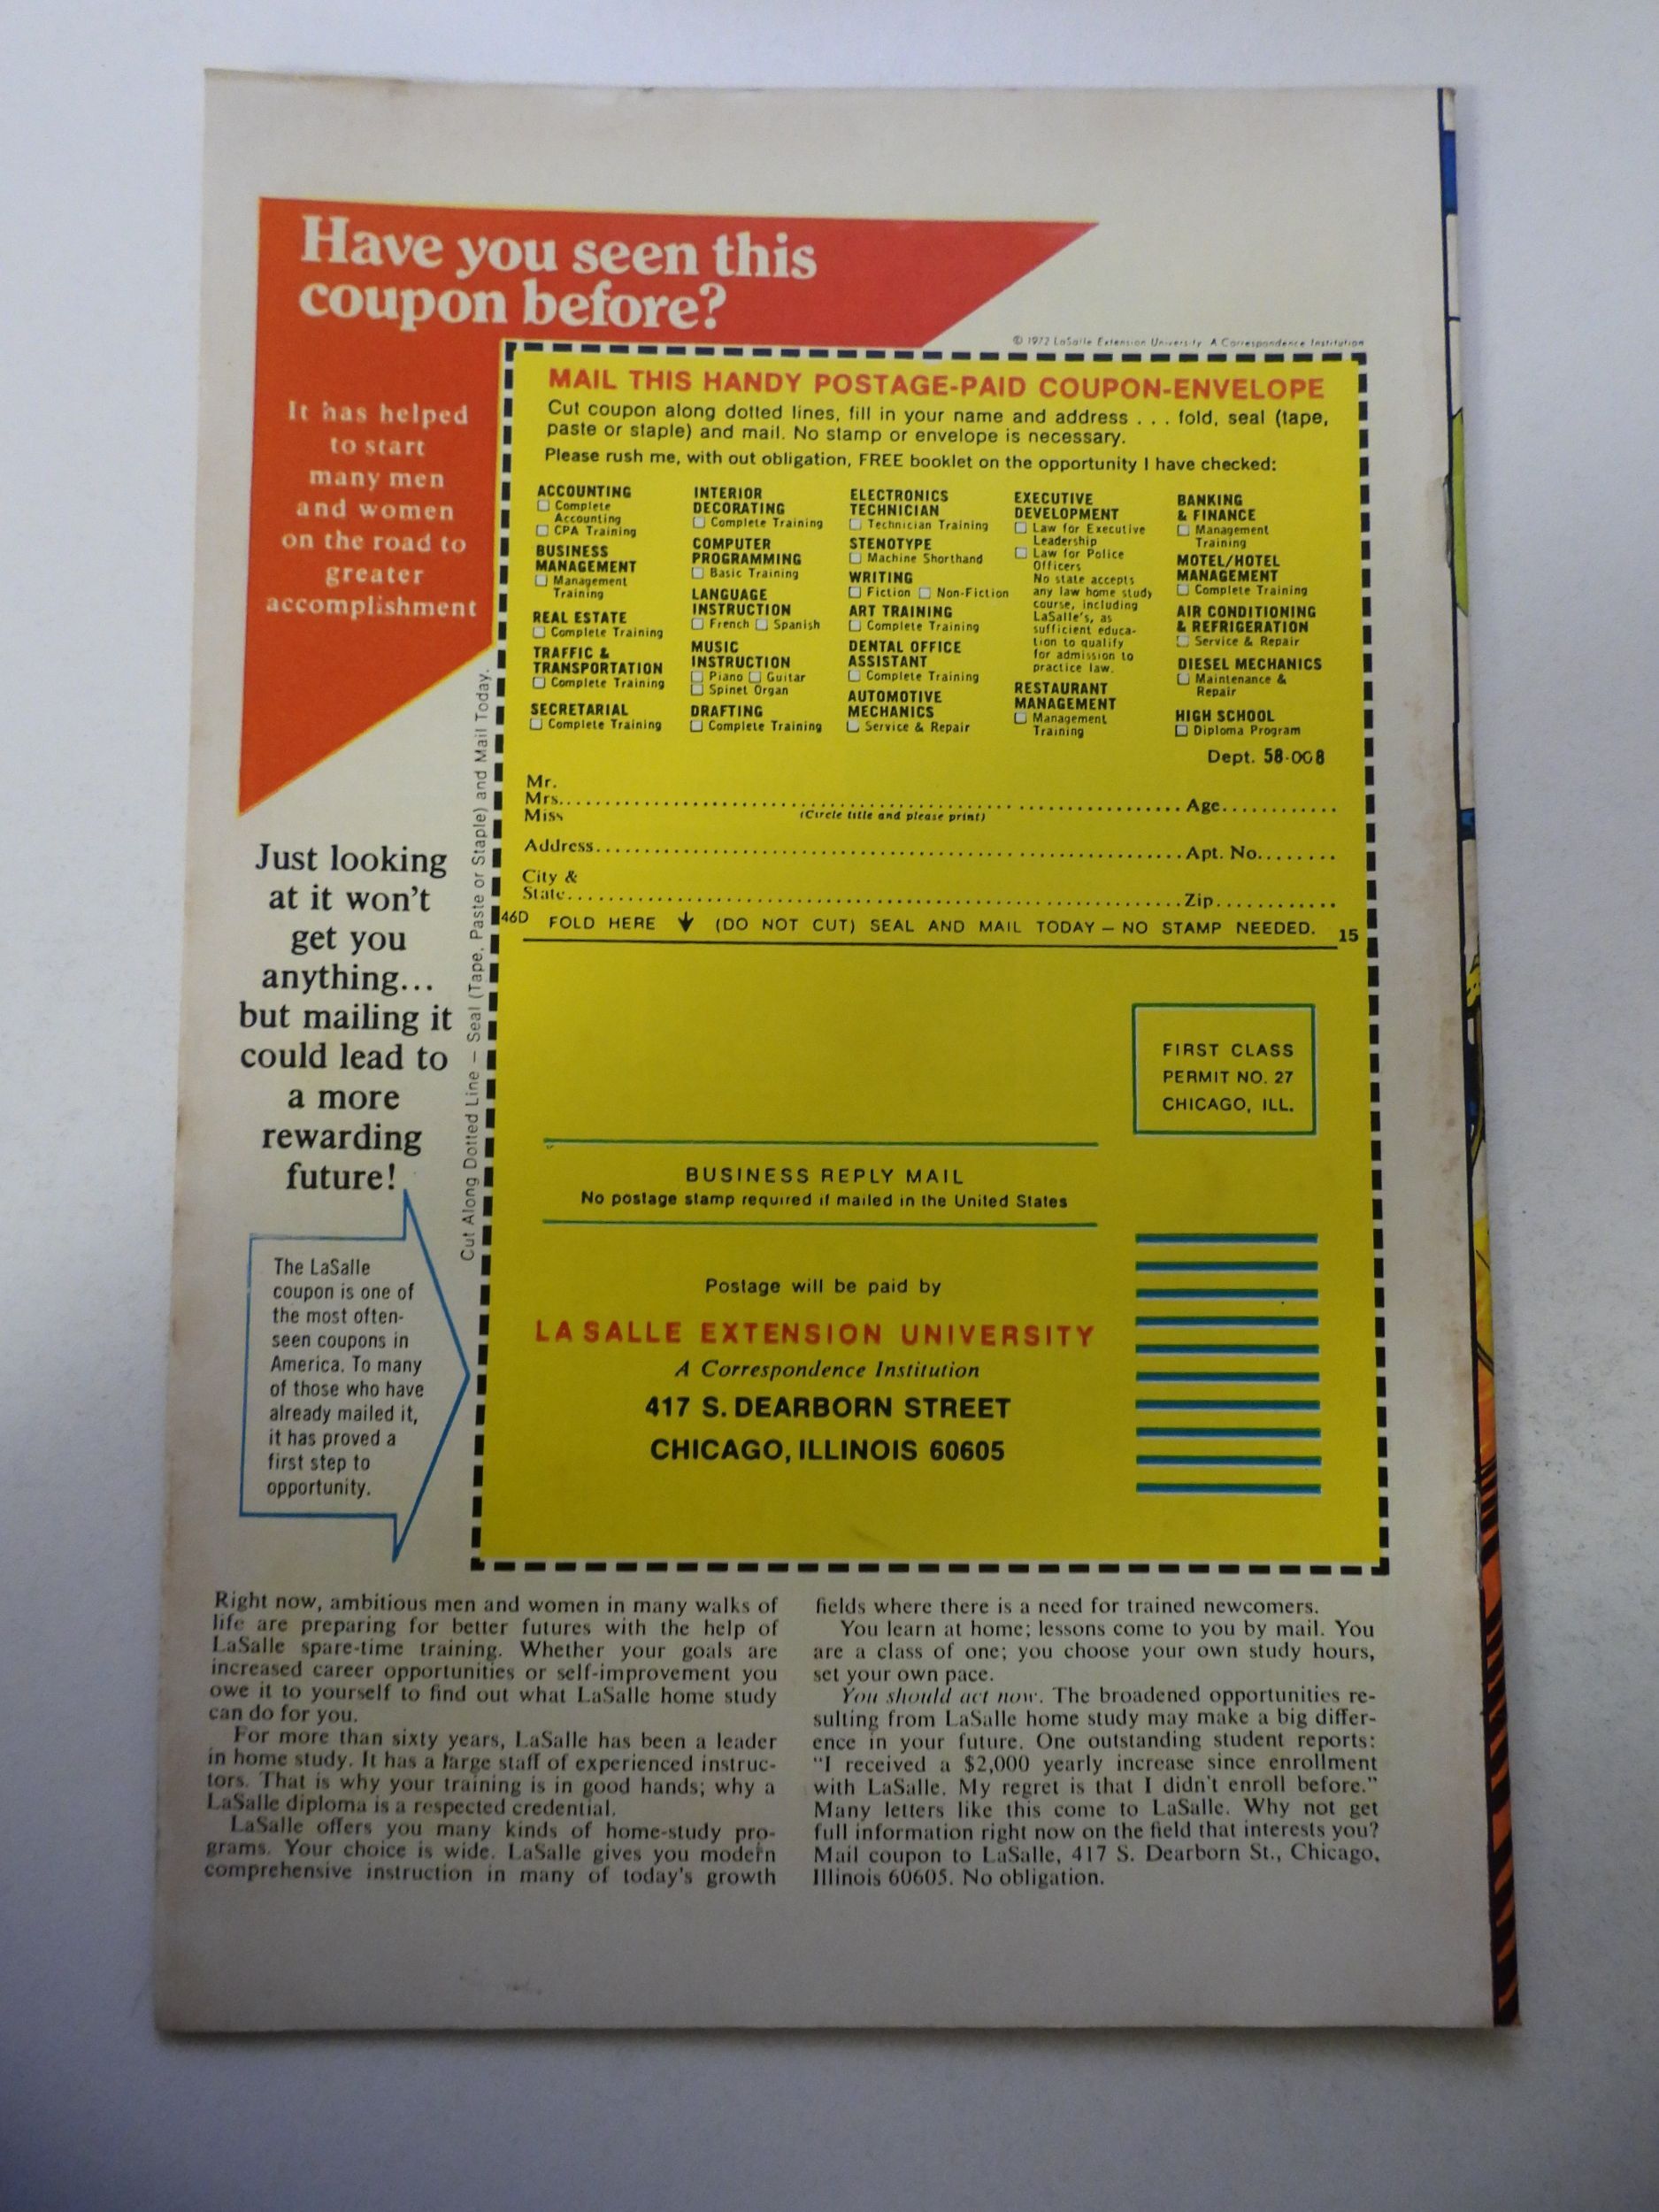 Have you seen this
coupon before?
© 1972 LaSalle Extension University A Correspondence Institution
It has helped
to start
many men
and women
on the road to
greater
accomplishment
Just looking
at it won't
get you
anything...
but mailing it
could lead to
a more
rewarding
future!
The LaSalle
coupon is one of
the most often-
seen coupons in
America. To many
of those who have
already mailed it,
it has proved a
first step to
opportunity.
Cut Along Dotted Line – Seal (Tape, Paste or Staple) and Mail Today.
MAIL THIS HANDY POSTAGE-PAID COUPON-ENVELOPE
Cut coupon along dotted lines, fill in your name and address . . . fold, seal (tape,
paste or staple) and mail. No stamp or envelope is necessary.
Please rush me, with out obligation, FREE booklet on the opportunity I have checked:
ACCOUNTING
Complete
Accounting
CPA Training
BUSINESS
MANAGEMENT
Management
Training
REAL ESTATE
Complete Training
TRAFFIC &
TRANSPORTATION
Complete Training
SECRETARIAL
Complete Training
INTERIOR
DECORATING
Complete Training
COMPUTER
PROGRAMMING
Basic Training
LANGUAGE
INSTRUCTION
French Spanish
MUSIC
INSTRUCTION
Piano Guitar
Spinet Organ
DRAFTING
Complete Training
ELECTRONICS
TECHNICIAN
Technician Training
STENOTYPE
Machine Shorthand
WRITING
Fiction Non-Fiction
ART TRAINING
Complete Training
DENTAL OFFICE
ASSISTANT
Complete Training
AUTOMOTIVE
MECHANICS
Service & Repair
EXECUTIVE
DEVELOPMENT
Law for Executive
Leadership
Law for Police
Officers
No state accepts
any law home study
course, including
LaSalle's, as
sufficient educa-
tion to qualify
for admission to
practice law.
RESTAURANT
MANAGEMENT
Management
Training
BANKING
& FINANCE
Management
Training
MOTEL/HOTEL
MANAGEMENT
Complete Training
AIR CONDITIONING
& REFRIGERATION
Service & Repair
DIESEL MECHANICS
Maintenance &
Repair
HIGH SCHOOL
Diploma Program
Dept. 58-008
Mr.
Mrs. Age
Miss (Circle title and please print)
Address Apt. No.
City &
State Zip
46D FOLD HERE ↓ (DO NOT CUT) SEAL AND MAIL TODAY – NO STAMP NEEDED. 15
FIRST CLASS
PERMIT NO. 27
CHICAGO, ILL.
BUSINESS REPLY MAIL
No postage stamp required if mailed in the United States
Postage will be paid by
LA SALLE EXTENSION UNIVERSITY
A Correspondence Institution
417 S. DEARBORN STREET
CHICAGO, ILLINOIS 60605
Right now, ambitious men and women in many walks of
life are preparing for better futures with the help of
LaSalle spare-time training. Whether your goals are
increased career opportunities or self-improvement you
owe it to yourself to find out what LaSalle home study
can do for you.
For more than sixty years, LaSalle has been a leader
in home study. It has a large staff of experienced instruc-
tors. That is why your training is in good hands; why a
LaSalle diploma is a respected credential.
LaSalle offers you many kinds of home-study pro-
grams. Your choice is wide. LaSalle gives you modern
comprehensive instruction in many of today's growth
fields where there is a need for trained newcomers.
You learn at home; lessons come to you by mail. You
are a class of one; you choose your own study hours,
set your own pace.
You should act now. The broadened opportunities re-
sulting from LaSalle home study may make a big differ-
ence in your future. One outstanding student reports:
"I received a $2,000 yearly increase since enrollment
with LaSalle. My regret is that I didn't enroll before."
Many letters like this come to LaSalle. Why not get
full information right now on the field that interests you?
Mail coupon to LaSalle, 417 S. Dearborn St., Chicago,
Illinois 60605. No obligation.